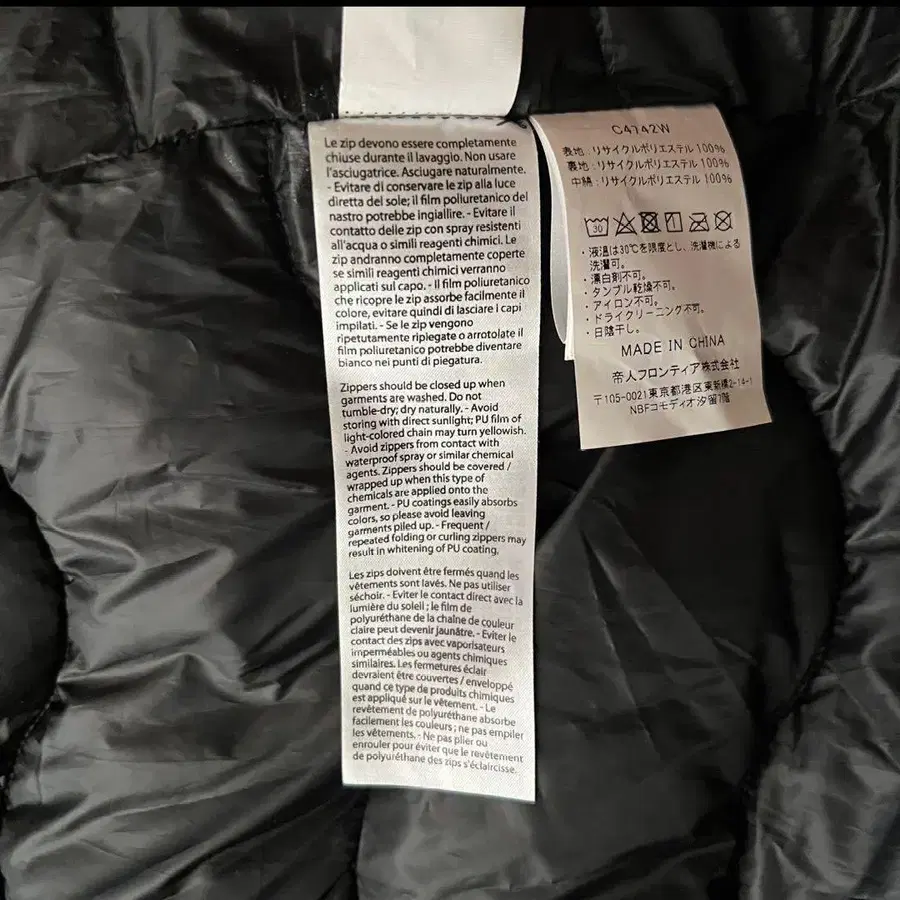 Le zip devono essere completamente
chiuse durante il lavaggio. Non usare
l'asciugatrice. Asciugare naturalmente.
- Evitare di conservare le zip alla luce
diretta del sole; il film poliuretanico del
nastro potrebbe ingiallire. - Evitare il
contatto delle zip con spray resistenti
all'acqua o simili reagenti chimici. Le
zip andranno completamente coperte
se simili reagenti chimici verranno
applicati sul capo. - Il film poliuretanico
che ricopre le zip assorbe facilmente il
colore, evitare quindi di lasciare i capi
impilati. - Se le zip vengono
ripetutamente ripiegate o arrotolate il
film poliuretanico potrebbe diventare
bianco nei punti di piegatura.
Zippers should be closed up when
garments are washed. Do not
tumble-dry; dry naturally. - Avoid
storing with direct sunlight; PU film of
light-colored chain may turn yellowish.
- Avoid zippers from contact with
waterproof spray or similar chemical
agents. Zippers should be covered /
wrapped up when this type of
chemicals are applied onto the
garment. - PU coatings easily absorbs
colors, so please avoid leaving
garments piled up. - Frequent /
repeated folding or curling zippers may
result in whitening of PU coating.
Les zips doivent être fermés quand les
vêtements sont lavés. Ne pas utiliser
séchoir. - Eviter le contact direct avec la
lumière du soleil ; le film de
polyuréthane de la chaîne de couleur
claire peut devenir jaunâtre. - Eviter le
contact des zips avec vaporisateurs
imperméables ou agents chimiques
similaires. Les fermetures éclair
devraient être couvertes / enveloppé
quand ce type de produits chimiques
est appliqué sur le vêtement. - Le
revêtement de polyuréthane absorbe
facilement les couleurs ; ne pas empiler
les vêtements. - Ne pas plier ou
enrouler pour éviter que le revêtement
de polyuréthane des zips s'éclaircisse.
C4742W
表地：リサイクルポリエステル 100%
裏地：リサイクルポリエステル 100%
中綿：リサイクルポリエステル 100%
30
・液温は30℃を限度とし、洗濯機による
洗濯可。
・漂白剤不可。
・タンブル乾燥不可。
・アイロン不可。
・ドライクリーニング不可。
・日陰干し。
MADE IN CHINA
帝人フロンティア株式会社
〒105-0021東京都港区東新橋2-14-1
NBFコモディオ汐留7階